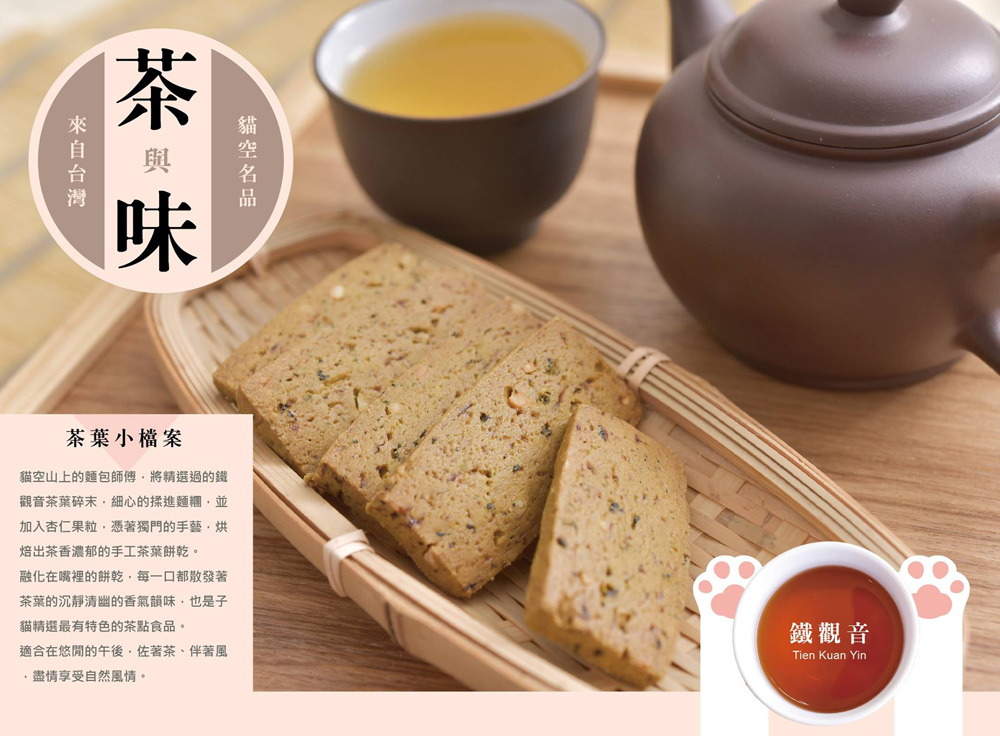 茶
與
味
來自台灣
貓空名品
茶葉小檔案
貓空山上的麵包師傅，將精選過的鐵
觀音茶葉碎末，細心的揉進麵糰，並
加入杏仁果粒，憑著獨門的手藝，烘
焙出茶香濃郁的手工茶葉餅乾。
融化在嘴裡的餅乾，每一口都散發著
茶葉的沉靜清幽的香氣韻味，也是子
貓精選最有特色的茶點食品。
適合在悠閒的午後，佐著茶、伴著風
，盡情享受自然風情。
鐵觀音
Tien Kuan Yin